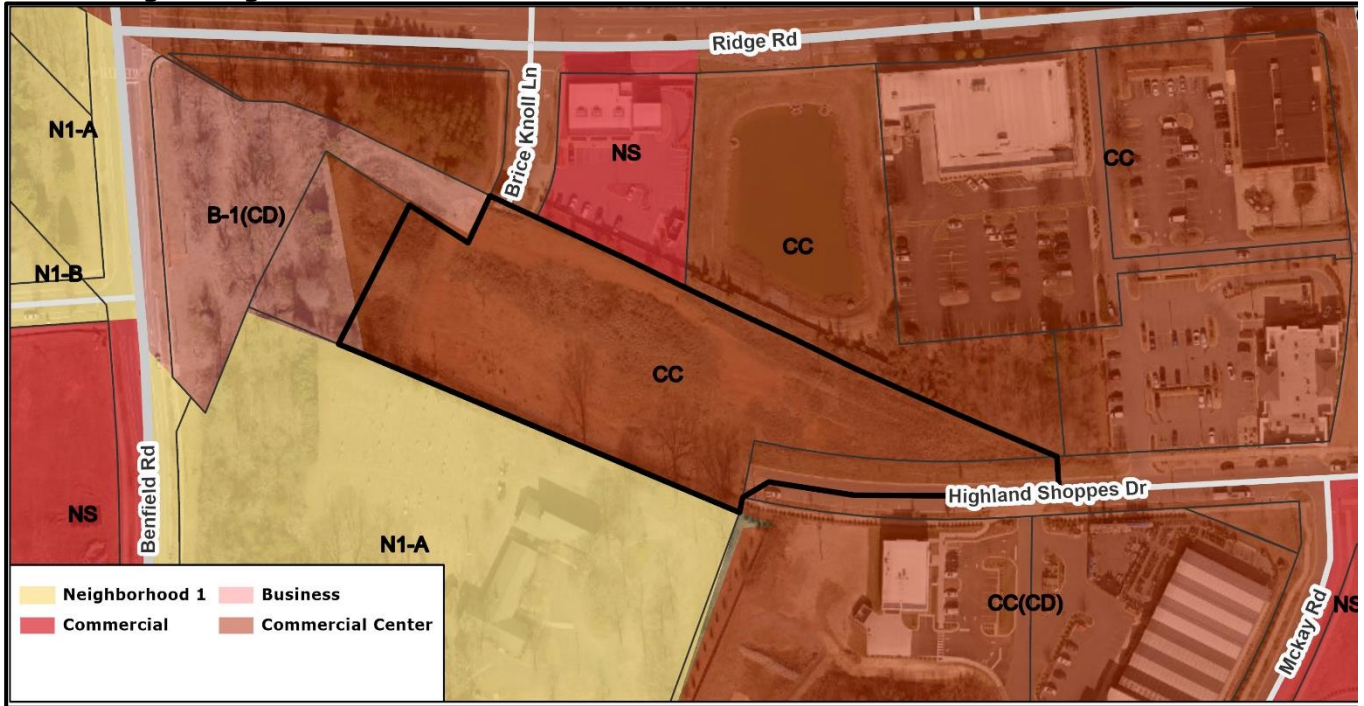 Ridge Rd
Brice Knoll Ln
N1-A
NS
CC
CC
B-1(CD)
N1-B
CC
NS
Benfield Rd
N1-A
Highland Shoppes Dr
CC(CD)
Mckay Rd
NS
Neighborhood 1
Business
Commercial
Commercial Center